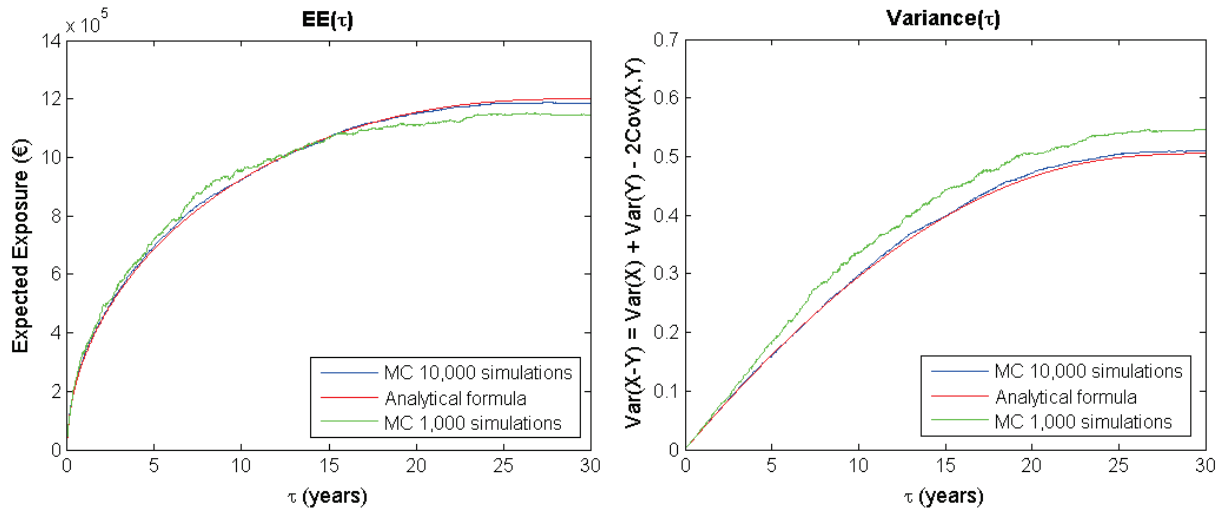 EE(τ)
x 10⁵
14
12
10
8
6
4
2
0
0 5 10 15 20 25 30
Expected Exposure (€)
τ (years)
MC 10,000 simulations
Analytical formula
MC 1,000 simulations
Variance(τ)
0.7
0.6
0.5
0.4
0.3
0.2
0.1
0
0 5 10 15 20 25 30
Var(X-Y) = Var(X) + Var(Y) - 2Cov(X,Y)
τ (years)
MC 10,000 simulations
Analytical formula
MC 1,000 simulations